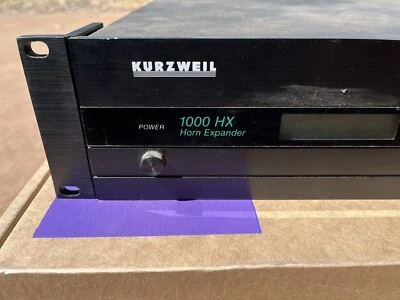 KURZWEIL
POWER
1000 HX
Horn Expander